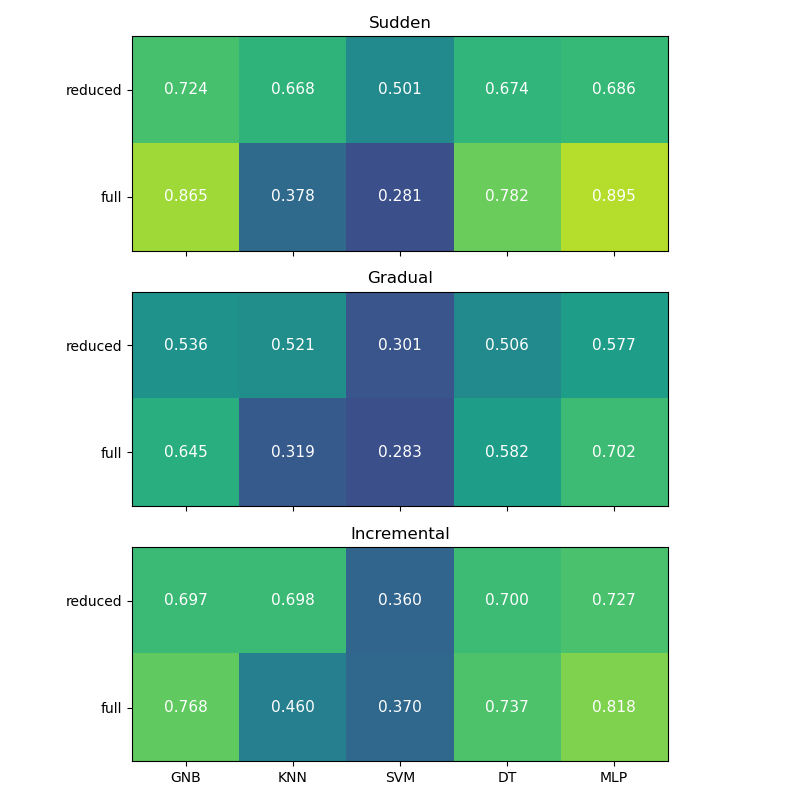 Sudden
reduced 0.724 0.668 0.501 0.674 0.686
full 0.865 0.378 0.281 0.782 0.895
Gradual
reduced 0.536 0.521 0.301 0.506 0.577
full 0.645 0.319 0.283 0.582 0.702
Incremental
reduced 0.697 0.698 0.360 0.700 0.727
full 0.768 0.460 0.370 0.737 0.818
GNB KNN SVM DT MLP